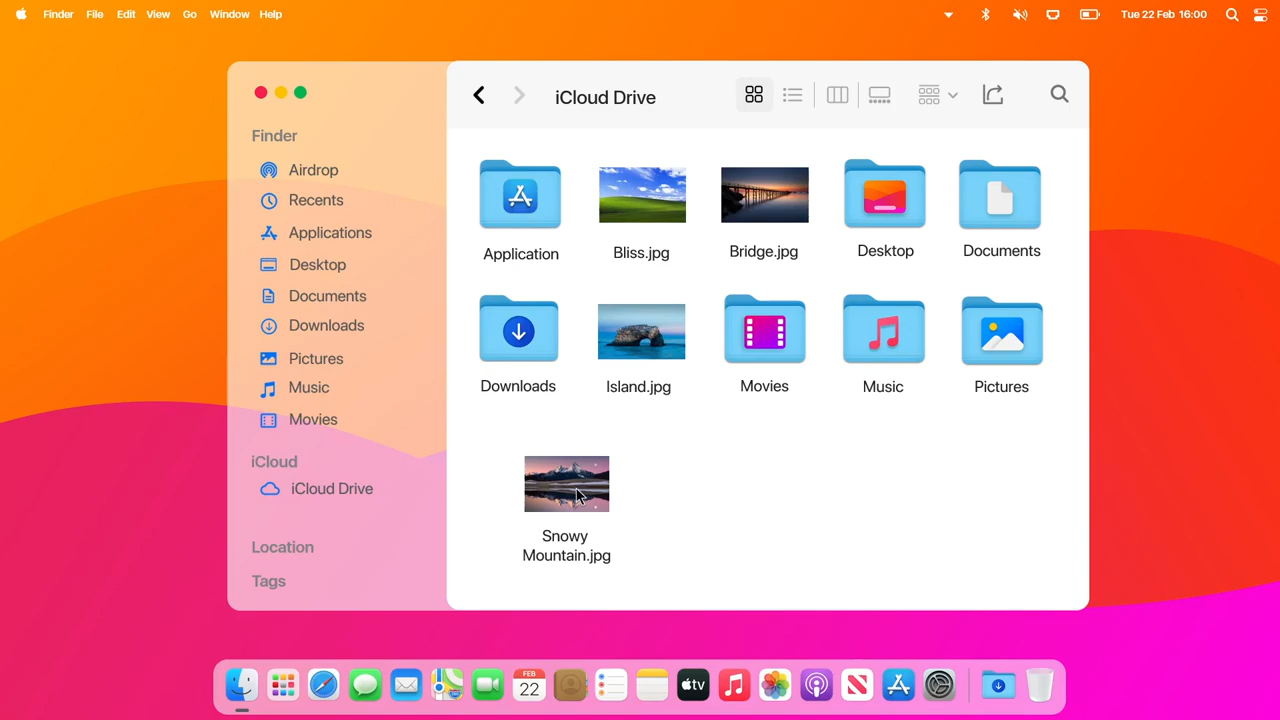 Finder File Edit View Go Window Help
Tue 22 Feb 16:00
iCloud Drive
Finder
Airdrop
Recents
Applications
Desktop
Documents
Downloads
Pictures
Music
Movies
iCloud
iCloud Drive
Location
Tags
Application
Bliss.jpg
Bridge.jpg
Desktop
Documents
Downloads
Island.jpg
Movies
Music
Pictures
Snowy
Mountain.jpg
FEB
22
tv